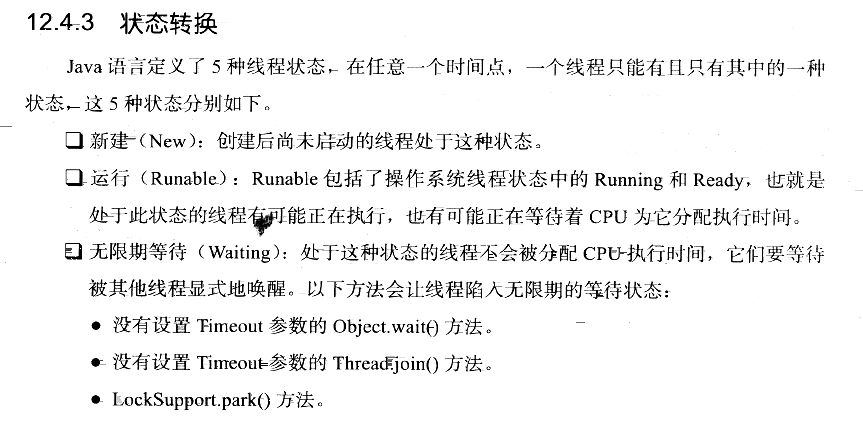 12.4.3 状态转换
Java 语言定义了 5 种线程状态，在任意一个时间点，一个线程只能有且只有其中的一种
状态，这 5 种状态分别如下。
❑ 新建（New）：创建后尚未启动的线程处于这种状态。
❑ 运行（Runable）：Runable 包括了操作系统线程状态中的 Running 和 Ready，也就是
处于此状态的线程有可能正在执行，也有可能正在等待着 CPU 为它分配执行时间。
❑ 无限期等待（Waiting）：处于这种状态的线程不会被分配 CPU 执行时间，它们要等待
被其他线程显式地唤醒。以下方法会让线程陷入无限期的等待状态：
● 没有设置 Timeout 参数的 Object.wait() 方法。
● 没有设置 Timeout 参数的 Thread.join() 方法。
● LockSupport.park() 方法。